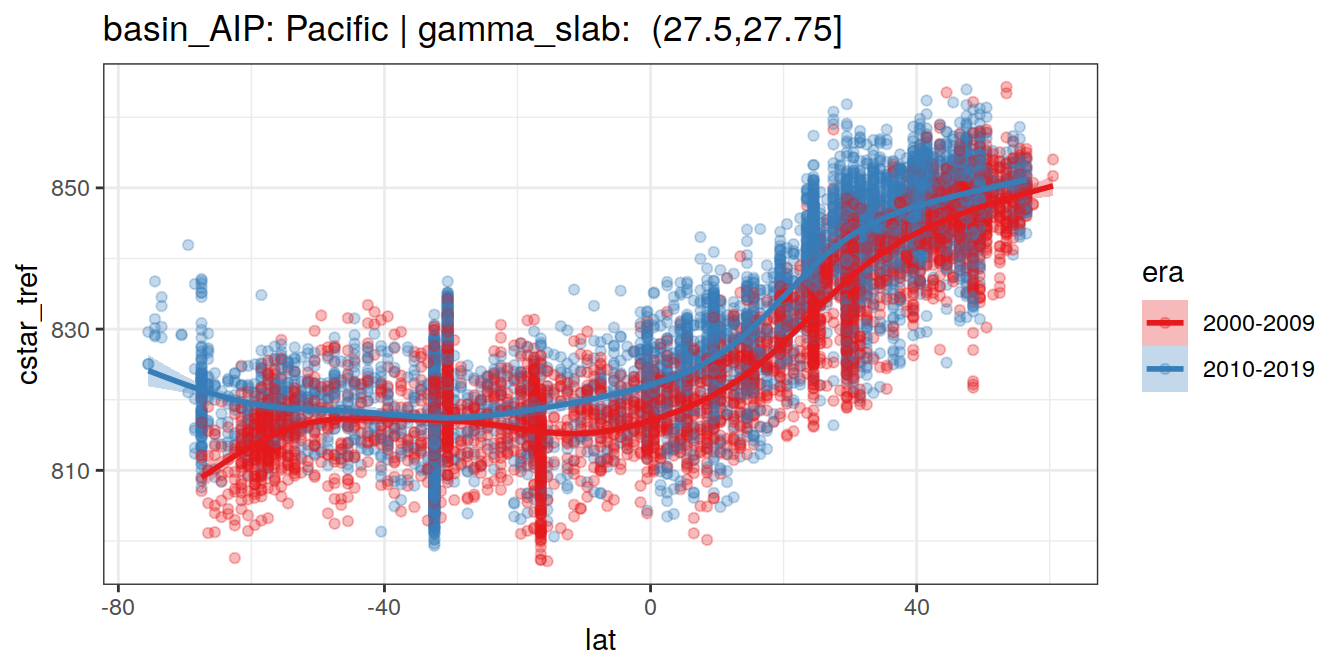 basin_AIP: Pacific | gamma_slab:  (27.5,27.75]
cstar_tref
850
830
810
-80
-40
0
40
lat
era
2000-2009
2010-2019